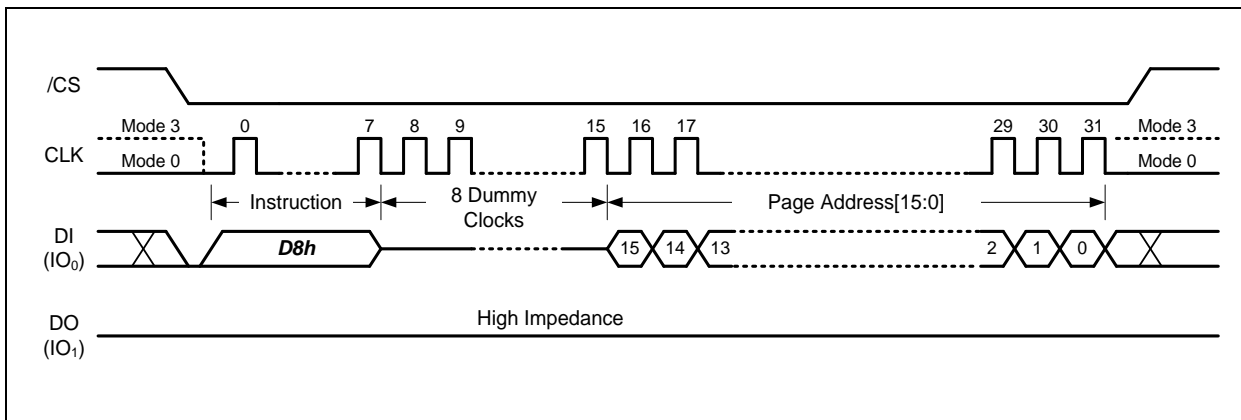 /CS
Mode 3 0 7 8 9 15 16 17 29 30 31 Mode 3
CLK
Mode 0 Mode 0
Instruction 8 Dummy Clocks Page Address[15:0]
DI
(IO₀)
D8h 15 14 13 2 1 0
High Impedance
DO
(IO₁)